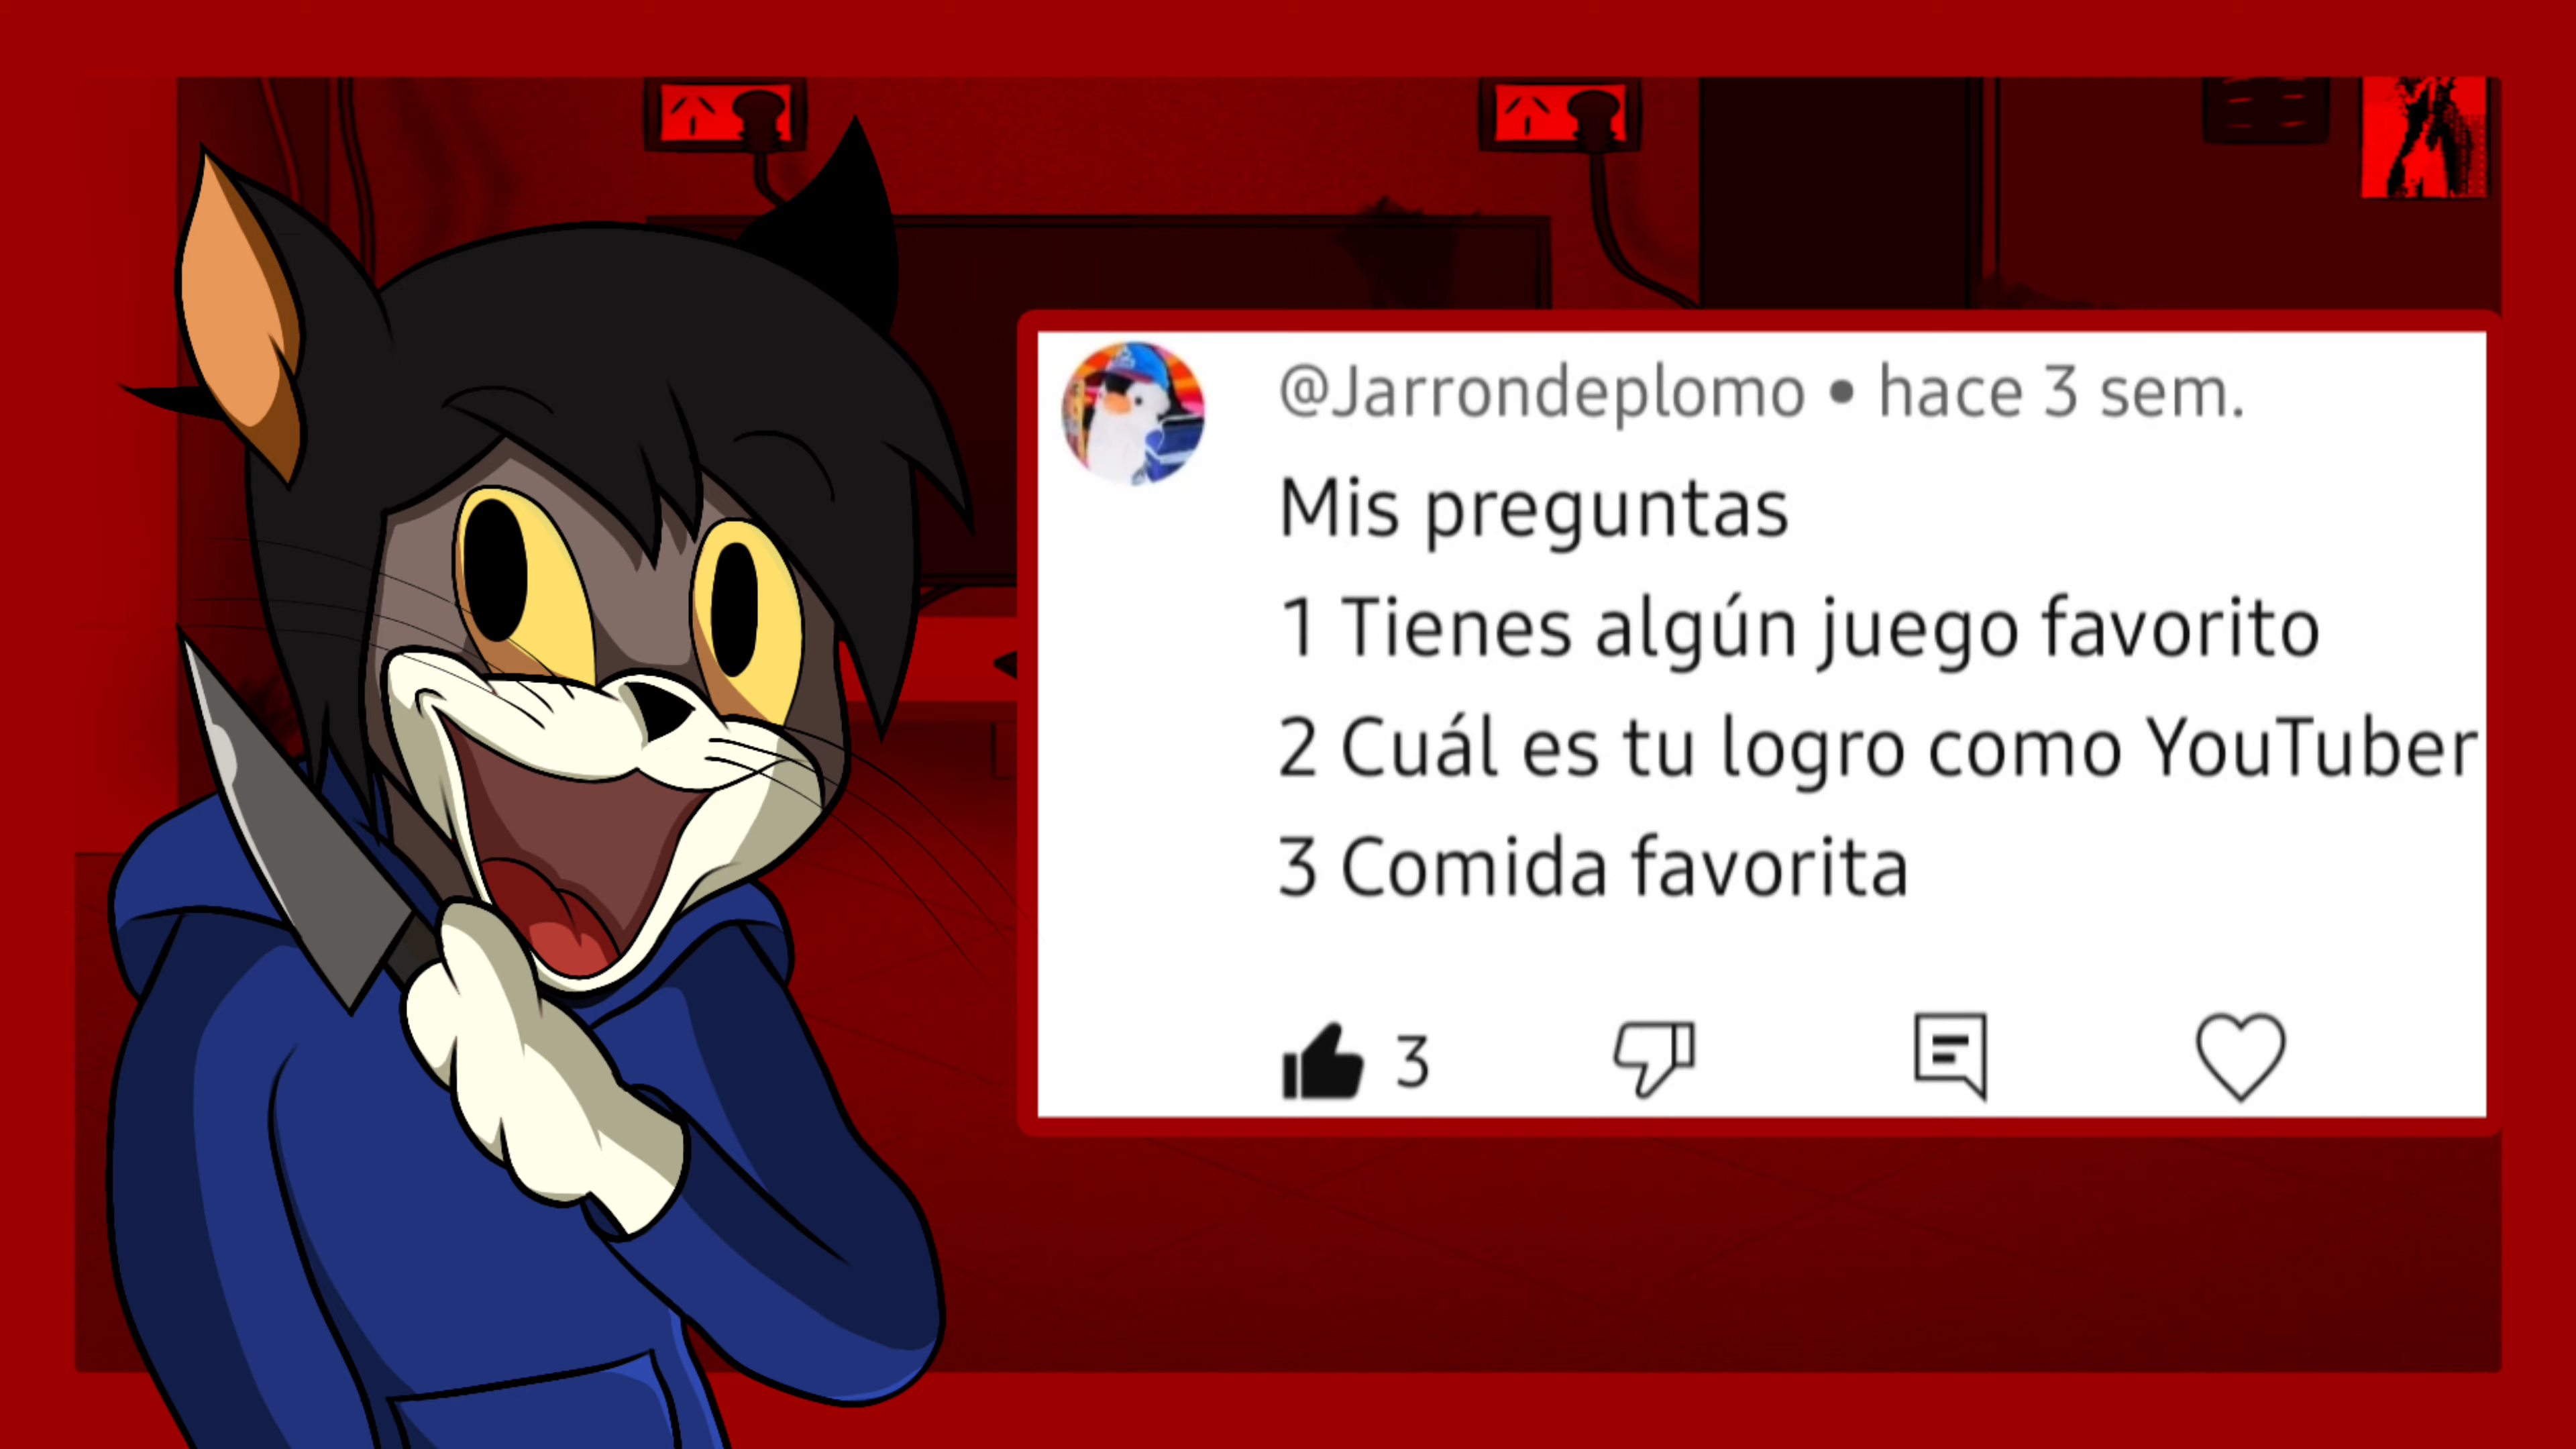 @Jarrondeplomo • hace 3 sem.
Mis preguntas
1 Tienes algún juego favorito
2 Cuál es tu logro como YouTuber
3 Comida favorita
3